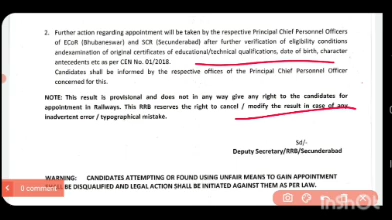 2. Further action regarding appointment will be taken by the respective Principal Chief Personnel Officers
of ECoR (Bhubaneswar) and SCR (Secunderabad) after further verification of eligibility conditions
andexamination of original certificates of educational/technical qualifications, date of birth, character
antecedents etc as per CEN No. 01/2018.
Candidates shall be informed by the respective offices of the Principal Chief Personnel Officer
concerned for this.
NOTE: This result is provisional and does not in any way give any right to the candidates for
appointment in Railways. This RRB reserves the right to cancel / modify the result in case of any
inadvertent error / typographical mistake.
Sd/-
Deputy Secretary/RRB/Secunderabad
WARNING: CANDIDATES ATTEMPTING OR FOUND USING UNFAIR MEANS TO GAIN APPOINTMENT
BE DISQUALIFIED AND LEGAL ACTION SHALL BE INITIATED AGAINST THEM AS PER LAW.
0 comment